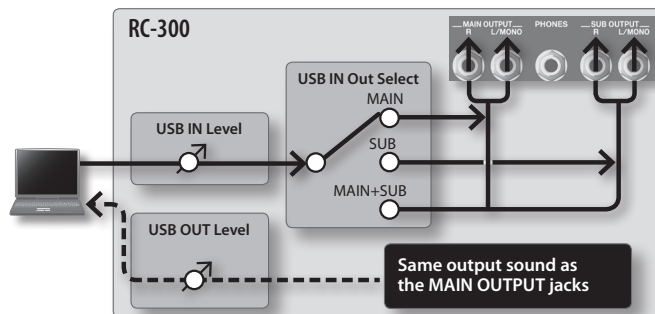 RC-300
MAIN OUTPUT
R L/MONO
PHONES
SUB OUTPUT
R L/MONO
USB IN Out Select
MAIN
USB IN Level
SUB
MAIN+SUB
USB OUT Level
Same output sound as
the MAIN OUTPUT jacks